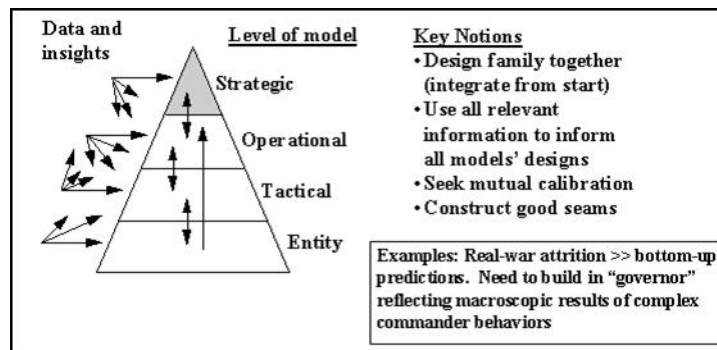 Data and
insights
Level of model
Strategic
Operational
Tactical
Entity
Key Notions
•Design family together
(integrate from start)
•Use all relevant
information to inform
all models' designs
•Seek mutual calibration
•Construct good seams
Examples: Real-war attrition >> bottom-up
predictions. Need to build in “governor”
reflecting macroscopic results of complex
commander behaviors